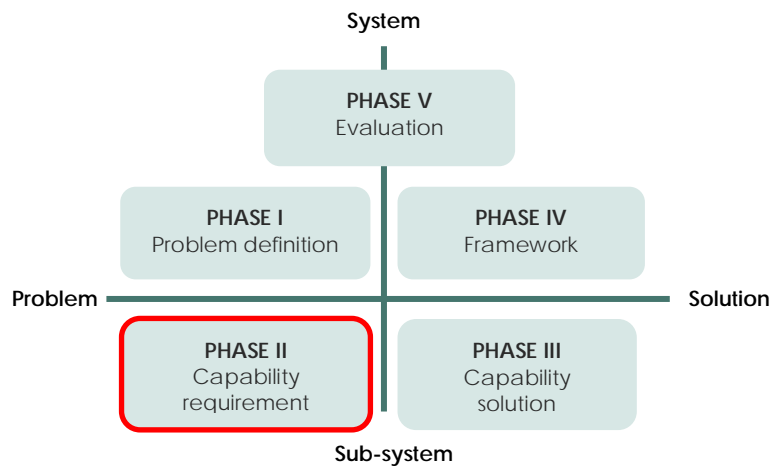 System
PHASE V
Evaluation
PHASE I
Problem definition
PHASE IV
Framework
Problem
Solution
PHASE II
Capability
requirement
PHASE III
Capability
solution
Sub-system